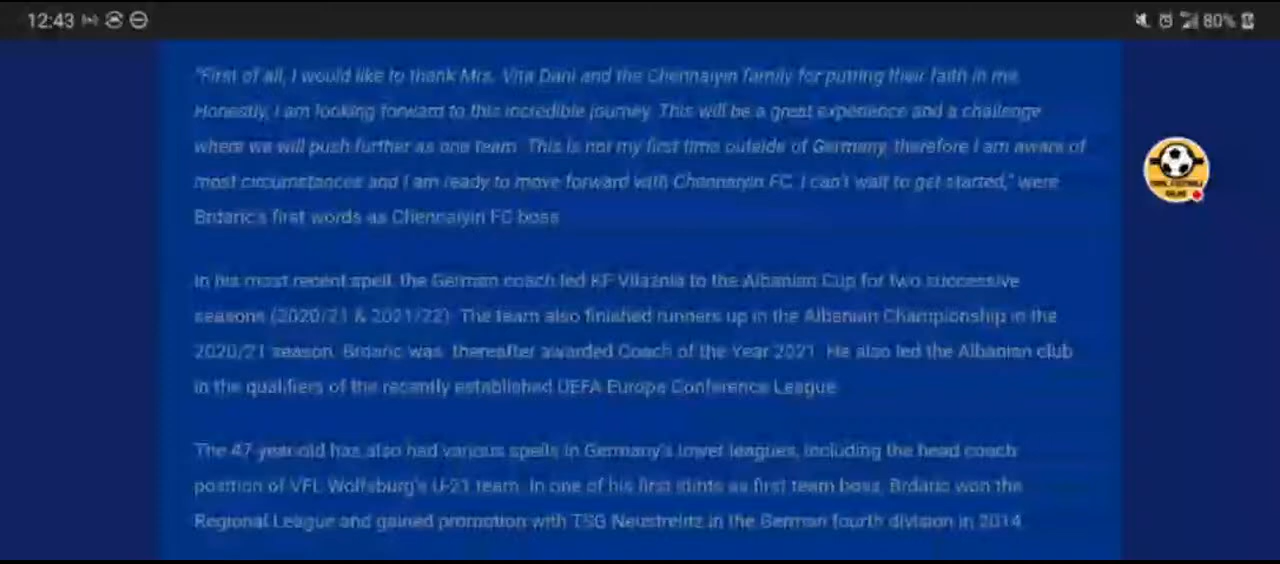 12:43
80%
"First of all, I would like to thank Mrs. Vita Dani and the Chennaiyin family for putting their faith in me.
Honestly, I am looking forward to this incredible journey. This will be a great experience and a challenge
where we will push further as one team. This is not my first time outside of Germany, therefore I am aware of
most circumstances and I am ready to move forward with Chennaiyin FC. I can't wait to get started," were
Brdaric's first words as Chennaiyin FC boss.
In his most recent spell, the German coach led KF Vllaznia to the Albanian Cup for two successive
seasons (2020/21 & 2021/22). The team also finished runners up in the Albanian Championship in the
2020/21 season. Brdaric was, thereafter awarded Coach of the Year 2021. He also led the Albanian club
in the qualifiers of the recently established UEFA Europa Conference League.
The 47-year-old has also had various spells in Germany's lower leagues, including the head coach
position of VFL Wolfsburg's U-21 team. In one of his first stints as first team boss, Brdaric won the
Regional League and gained promotion with TSG Neustrelitz in the German fourth division in 2014.